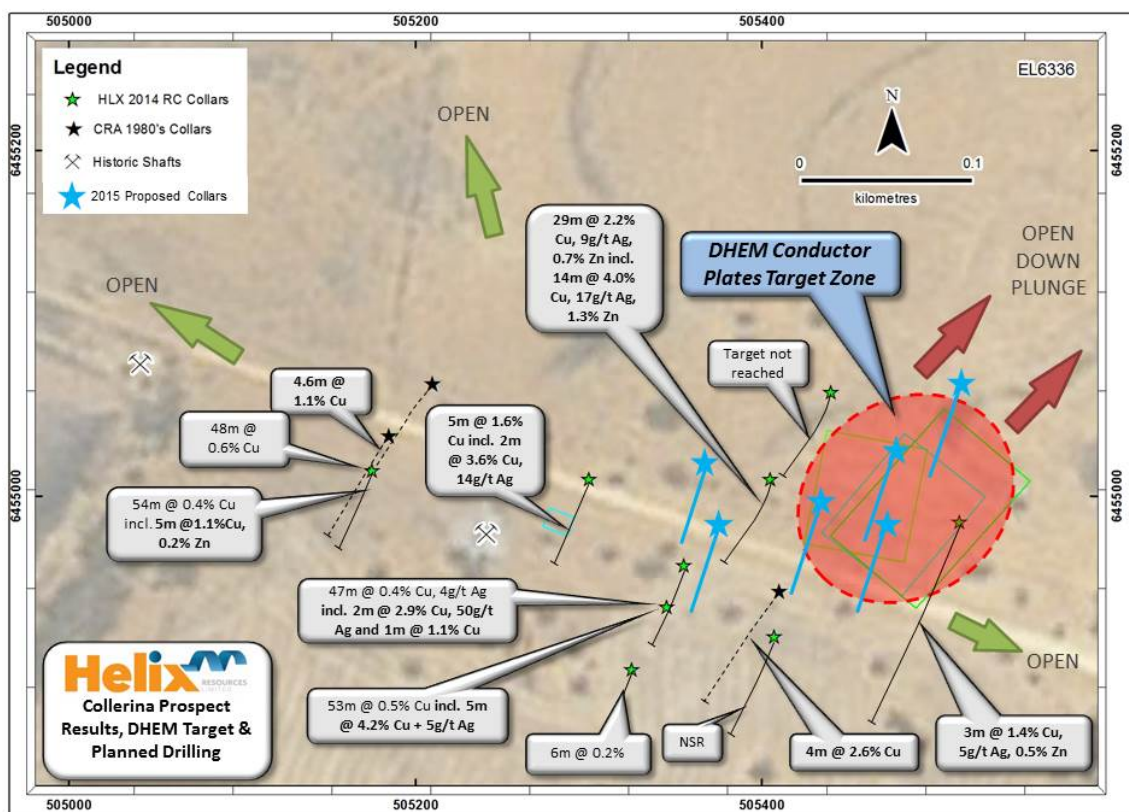 505000
505200
505400
Legend
HLX 2014 RC Collars
CRA 1980's Collars
Historic Shafts
2015 Proposed Collars
EL6336
N
0
0.1
kilometres
6455200
6455200
OPEN
OPEN
OPEN
DOWN
PLUNGE
29m @ 2.2%
Cu, 9g/t Ag,
0.7% Zn incl.
14m @ 4.0%
Cu, 17g/t Ag,
1.3% Zn
DHEM Conductor
Plates Target Zone
Target not
reached
4.6m @
1.1% Cu
48m @
0.6% Cu
5m @ 1.6%
Cu incl. 2m
@ 3.6% Cu,
14g/t Ag
54m @ 0.4% Cu
incl. 5m @1.1%Cu,
0.2% Zn
6455000
6455000
47m @ 0.4% Cu, 4g/t Ag
incl. 2m @ 2.9% Cu, 50g/t
Ag and 1m @ 1.1% Cu
53m @ 0.5% Cu incl. 5m
@ 4.2% Cu + 5g/t Ag
6m @ 0.2%
NSR
4m @ 2.6% Cu
3m @ 1.4% Cu,
5g/t Ag, 0.5% Zn
OPEN
Helix
RESOURCES
LIMITED
Collerina Prospect
Results, DHEM Target &
Planned Drilling
505000
505200
505400